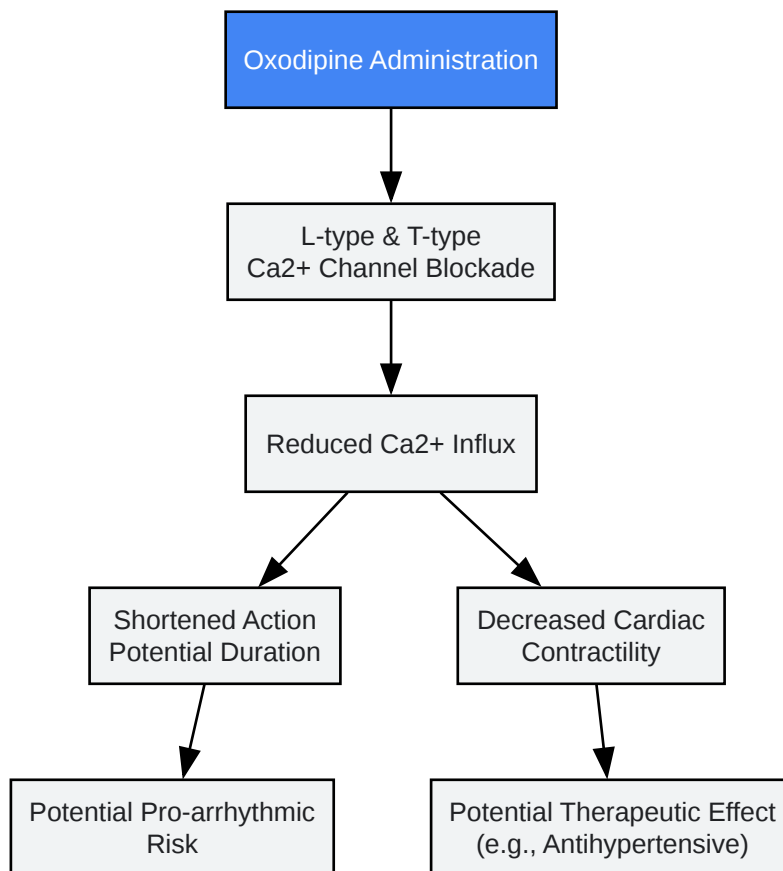 Oxodipine Administration
L-type & T-type
Ca2+ Channel Blockade
Reduced Ca2+ Influx
Shortened Action
Potential Duration
Decreased Cardiac
Contractility
Potential Pro-arrhythmic
Risk
Potential Therapeutic Effect
(e.g., Antihypertensive)